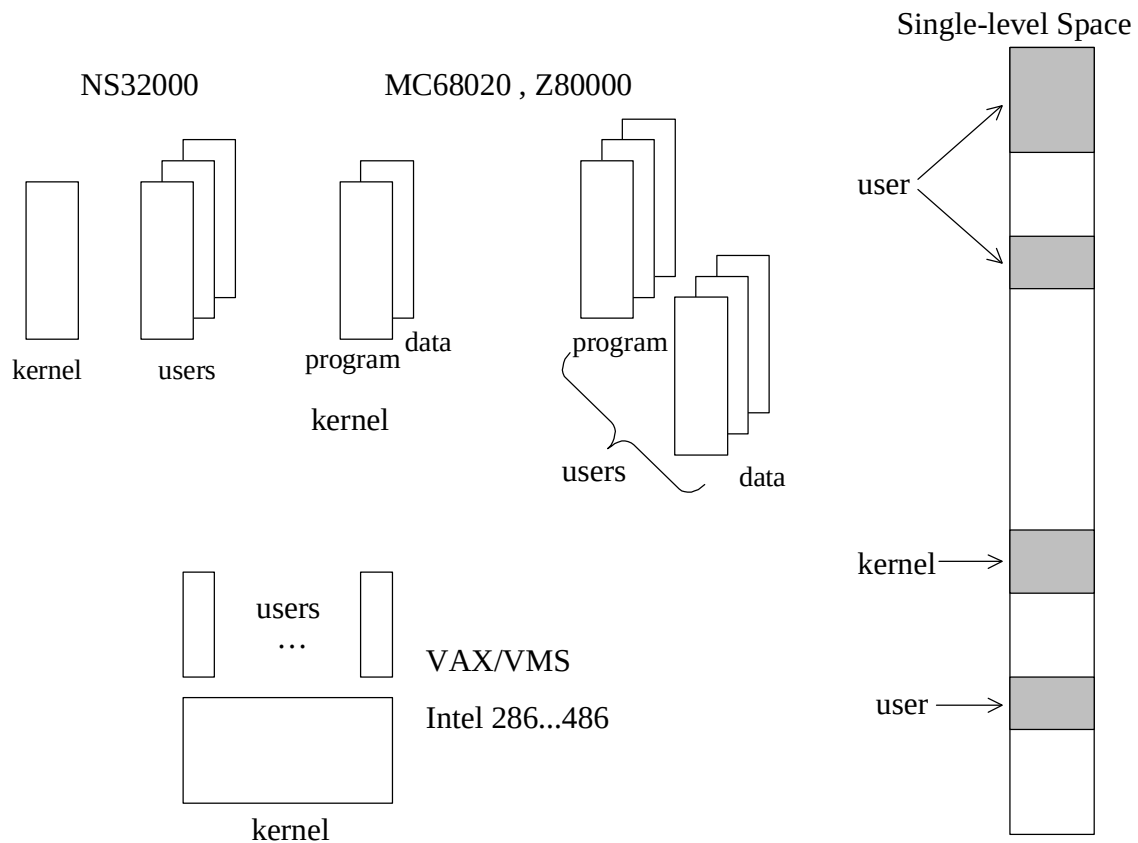 Single-level Space
NS32000
MC68020 , Z80000
user
kernel
users
program
data
kernel
program
users
data
kernel
users
…
VAX/VMS
Intel 286...486
kernel
user